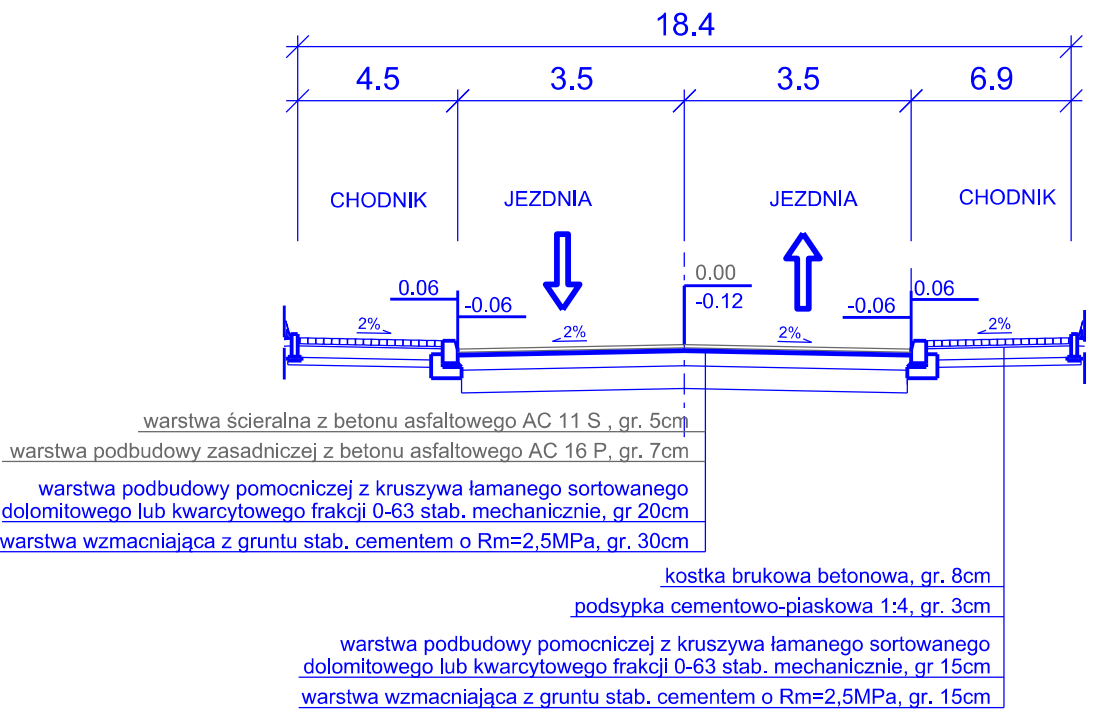 18.4
4.5 3.5 3.5 6.9
CHODNIK JEZDNIA JEZDNIA CHODNIK
0.00
0.06 -0.06 -0.12 -0.06 0.06
2% 2% 2% 2%
warstwa ścieralna z betonu asfaltowego AC 11 S , gr. 5cm
warstwa podbudowy zasadniczej z betonu asfaltowego AC 16 P, gr. 7cm
warstwa podbudowy pomocniczej z kruszywa łamanego sortowanego
dolomitowego lub kwarcytowego frakcji 0-63 stab. mechanicznie, gr 20cm
warstwa wzmacniająca z gruntu stab. cementem o Rm=2,5MPa, gr. 30cm
kostka brukowa betonowa, gr. 8cm
podsypka cementowo-piaskowa 1:4, gr. 3cm
warstwa podbudowy pomocniczej z kruszywa łamanego sortowanego
dolomitowego lub kwarcytowego frakcji 0-63 stab. mechanicznie, gr 15cm
warstwa wzmacniająca z gruntu stab. cementem o Rm=2,5MPa, gr. 15cm